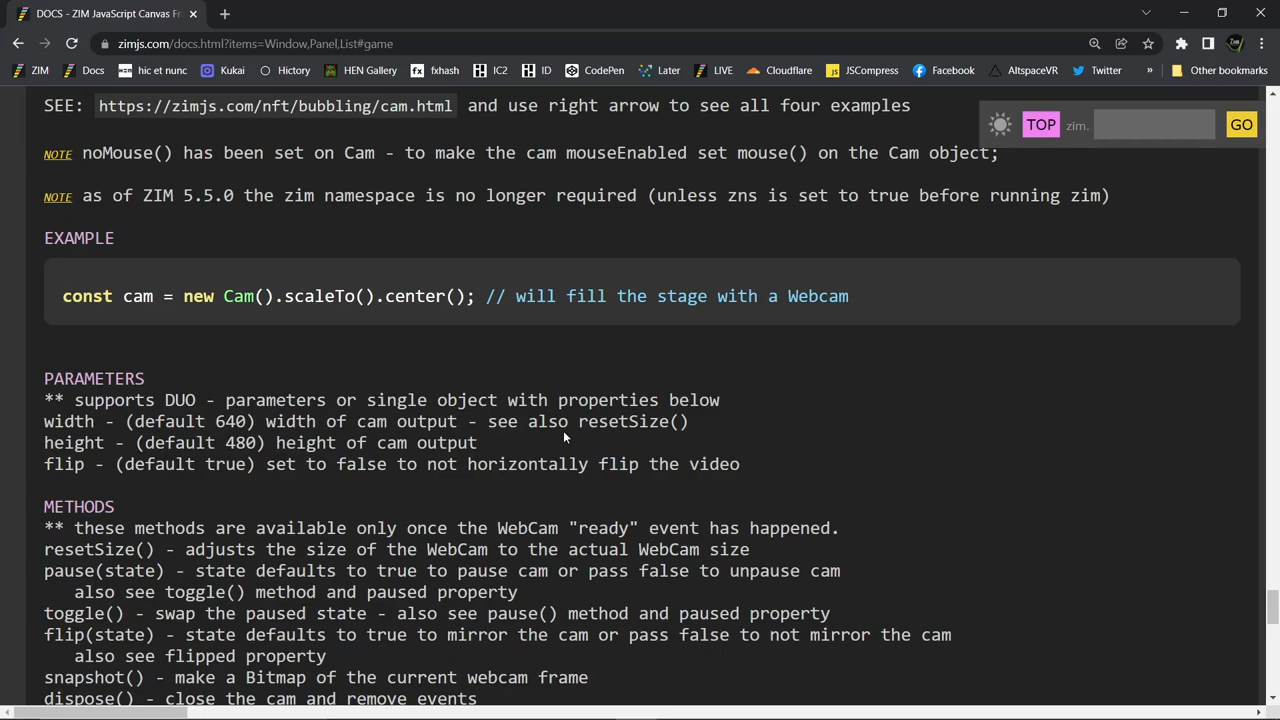 DOCS - ZIM JavaScript Canvas Fr
zimjs.com/docs.html?items=Window,Panel,List#game
ZIM Docs hic et nunc Kukai Hictory HEN Gallery fxhash IC2 ID CodePen Later LIVE Cloudflare JSCompress Facebook AltspaceVR Twitter » Other bookmarks
SEE: https://zimjs.com/nft/bubbling/cam.html and use right arrow to see all four examples
TOP zim. GO
NOTE noMouse() has been set on Cam - to make the cam mouseEnabled set mouse() on the Cam object;
NOTE as of ZIM 5.5.0 the zim namespace is no longer required (unless zns is set to true before running zim)
EXAMPLE
const cam = new Cam().scaleTo().center(); // will fill the stage with a Webcam
PARAMETERS
** supports DUO - parameters or single object with properties below
width - (default 640) width of cam output - see also resetSize()
height - (default 480) height of cam output
flip - (default true) set to false to not horizontally flip the video
METHODS
** these methods are available only once the WebCam "ready" event has happened.
resetSize() - adjusts the size of the WebCam to the actual WebCam size
pause(state) - state defaults to true to pause cam or pass false to unpause cam
also see toggle() method and paused property
toggle() - swap the paused state - also see pause() method and paused property
flip(state) - state defaults to true to mirror the cam or pass false to not mirror the cam
also see flipped property
snapshot() - make a Bitmap of the current webcam frame
dispose() - close the cam and remove events